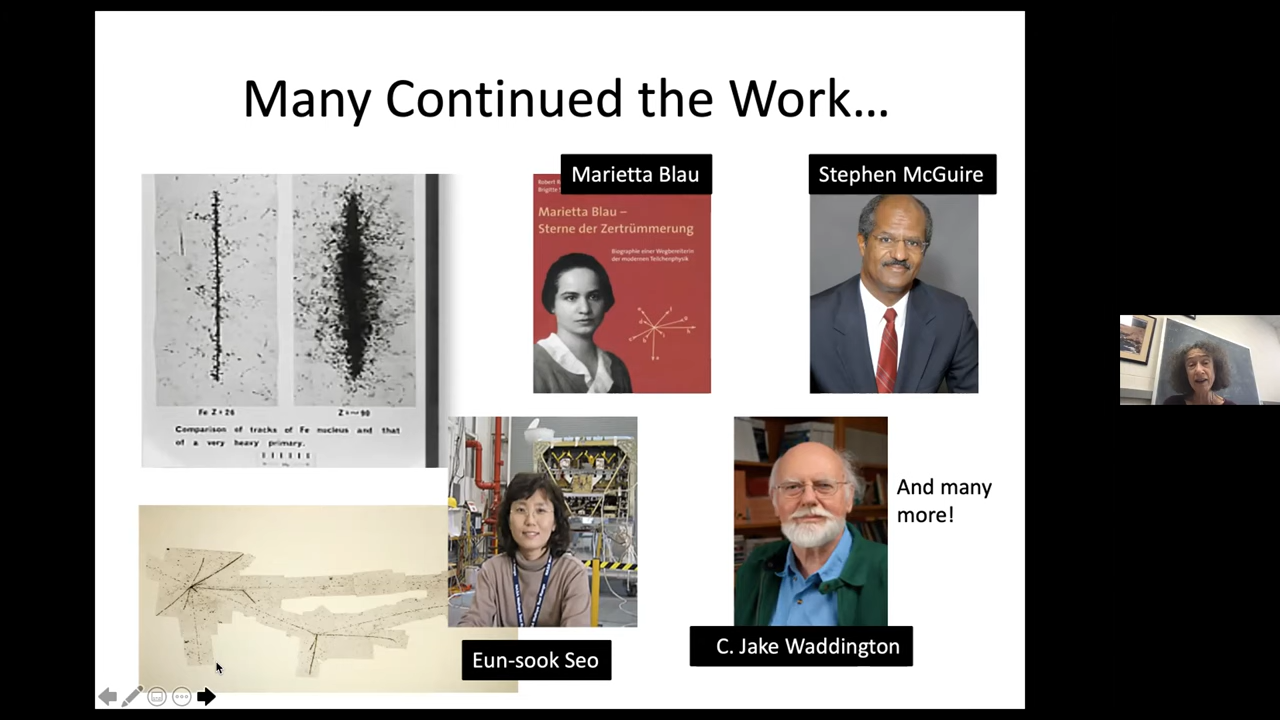 Many Continued the Work...
Marietta Blau
Stephen McGuire
Robert R
Brigitte
Marietta Blau –
Sterne der Zertrümmerung
Biographie einer Wegbereiterin
der modernen Teilchenphysik
Fe Z = 26
Z = ~ 90
Comparison of tracks of Fe nucleus and that
of a very heavy primary.
And many
more!
Eun-sook Seo
C. Jake Waddington